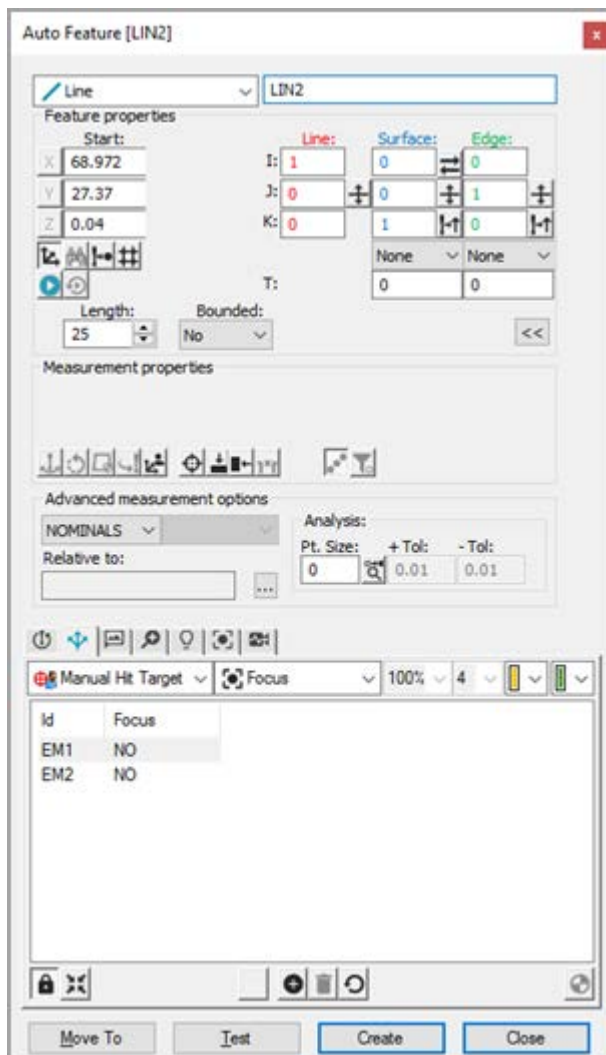 Auto Feature [LIN2]
x
Line LIN2
Feature properties
Start: Line: Surface: Edge:
X 68.972 I: 1 0 0
Y 27.37 J: 0 0 1
Z 0.04 K: 0 1 0
None None
T: 0 0
Length: Bounded:
25 No <<
Measurement properties
Advanced measurement options
NOMINALS
Analysis:
Pt. Size: + Tol: - Tol:
Relative to:
0 0.01 0.01
...
Manual Hit Target Focus 100% 4
Id Focus
EM1 NO
EM2 NO
Move To Test Create Close